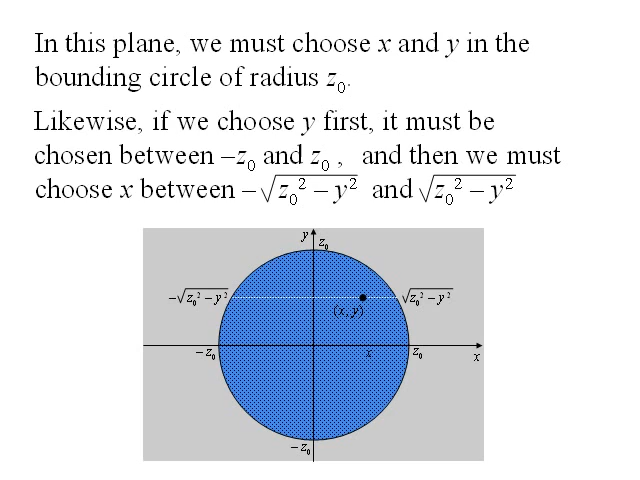 In this plane, we must choose x and y in the
bounding circle of radius z₀.
Likewise, if we choose y first, it must be
chosen between –z₀ and z₀ , and then we must
choose x between –√(z₀² – y²) and √(z₀² – y²)
y
z₀
–√(z₀² – y²)
√(z₀² – y²)
(x, y)
– z₀
x
z₀
x
– z₀